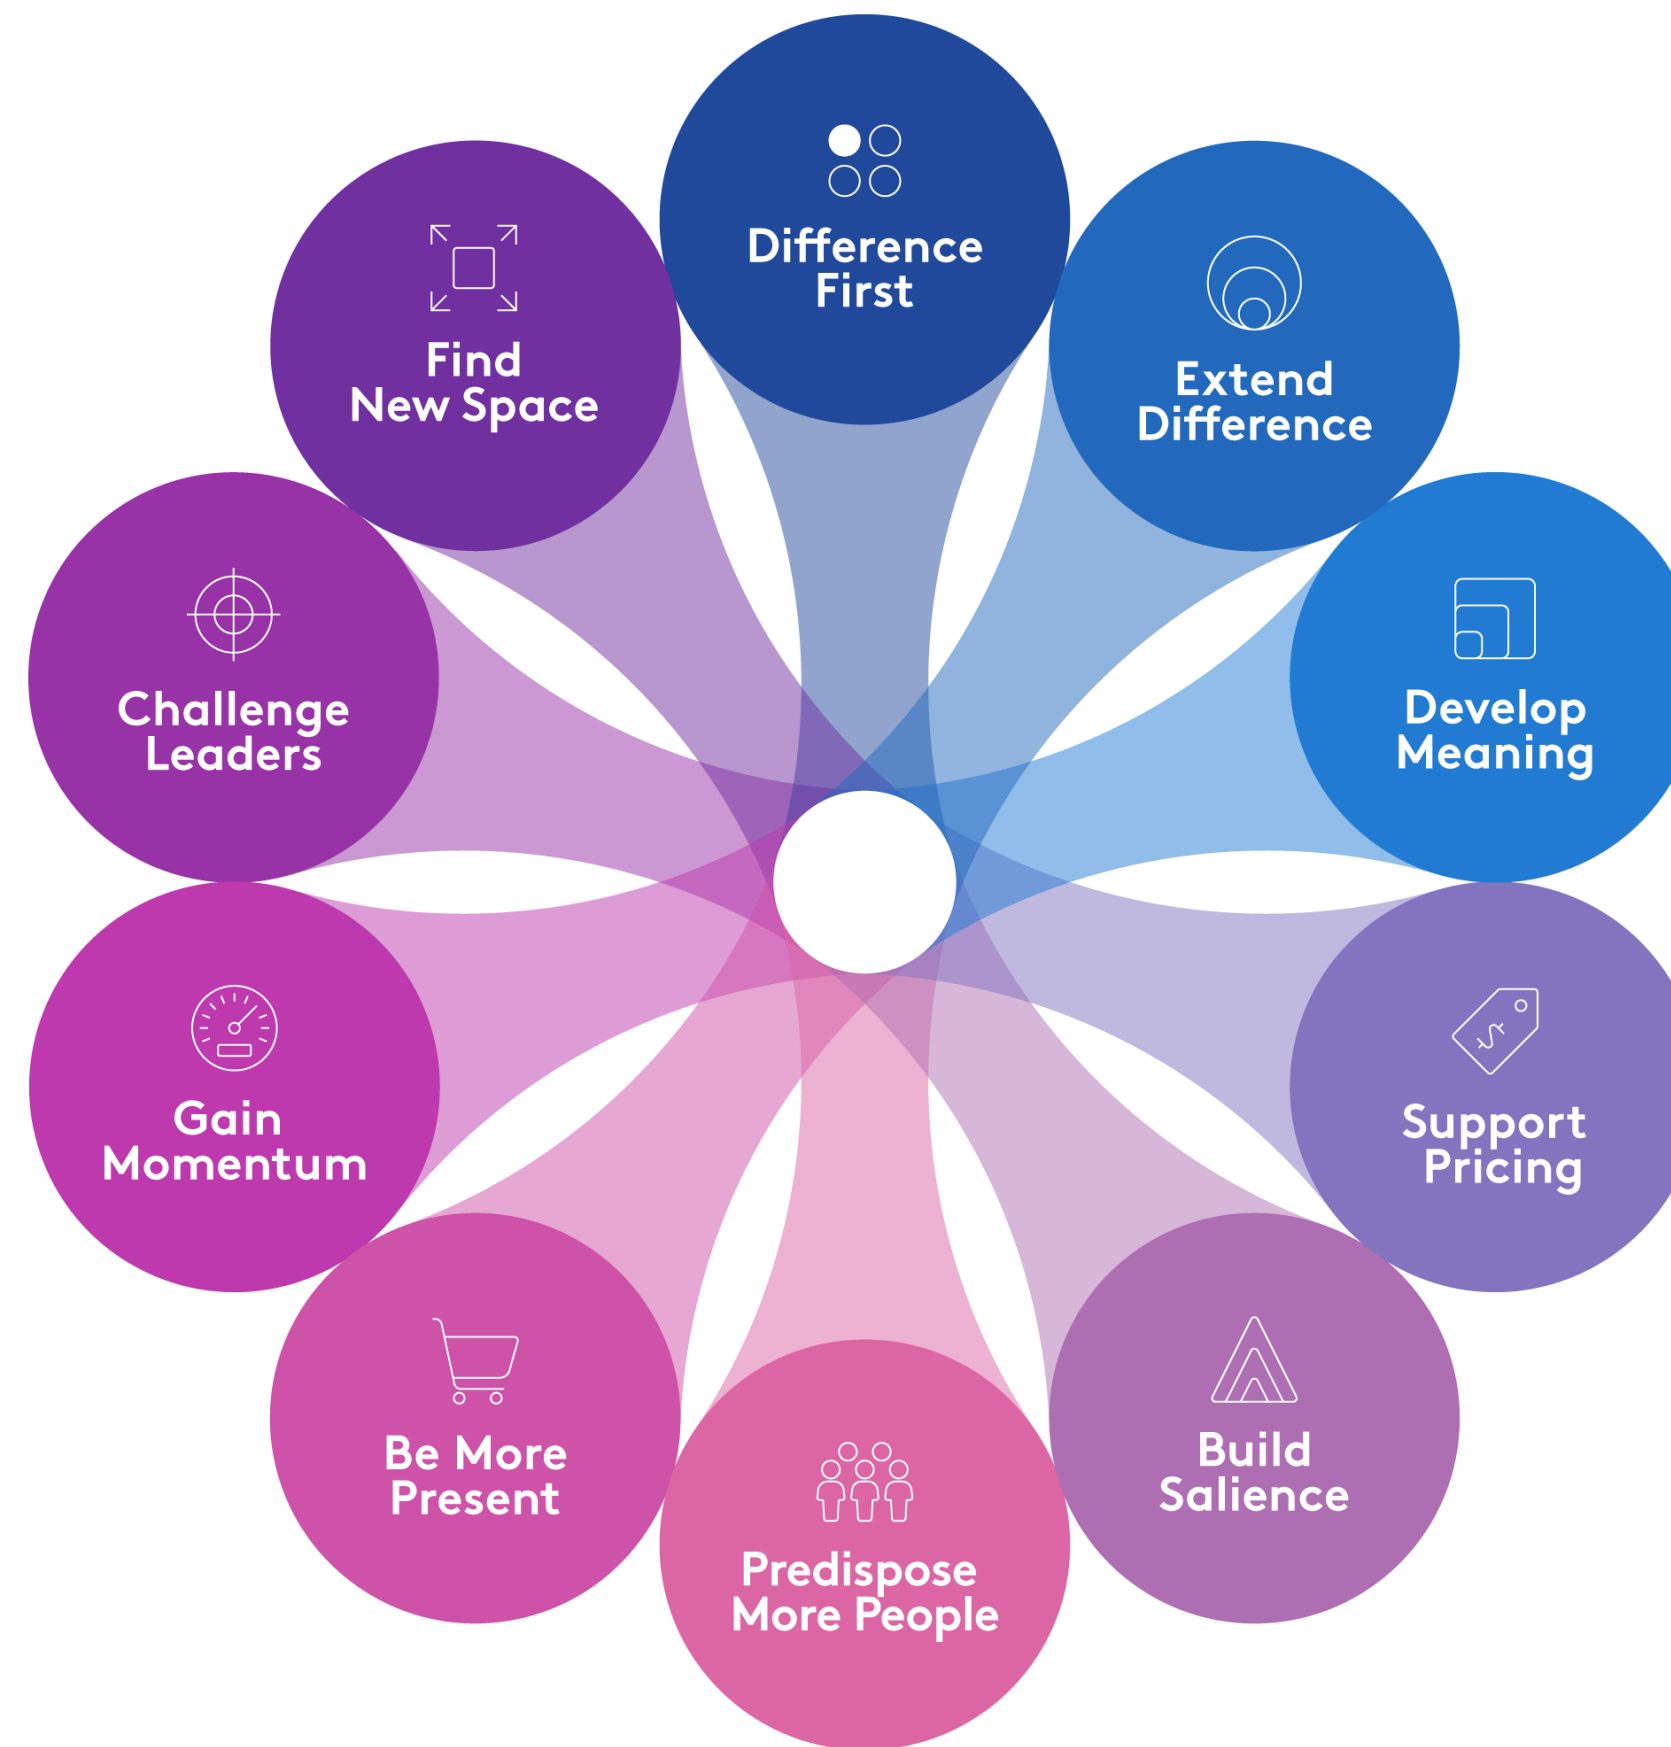 Difference
First
Extend
Difference
Develop
Meaning
Support
Pricing
Build
Salience
Predispose
More People
Be More
Present
Gain
Momentum
Challenge
Leaders
Find
New Space